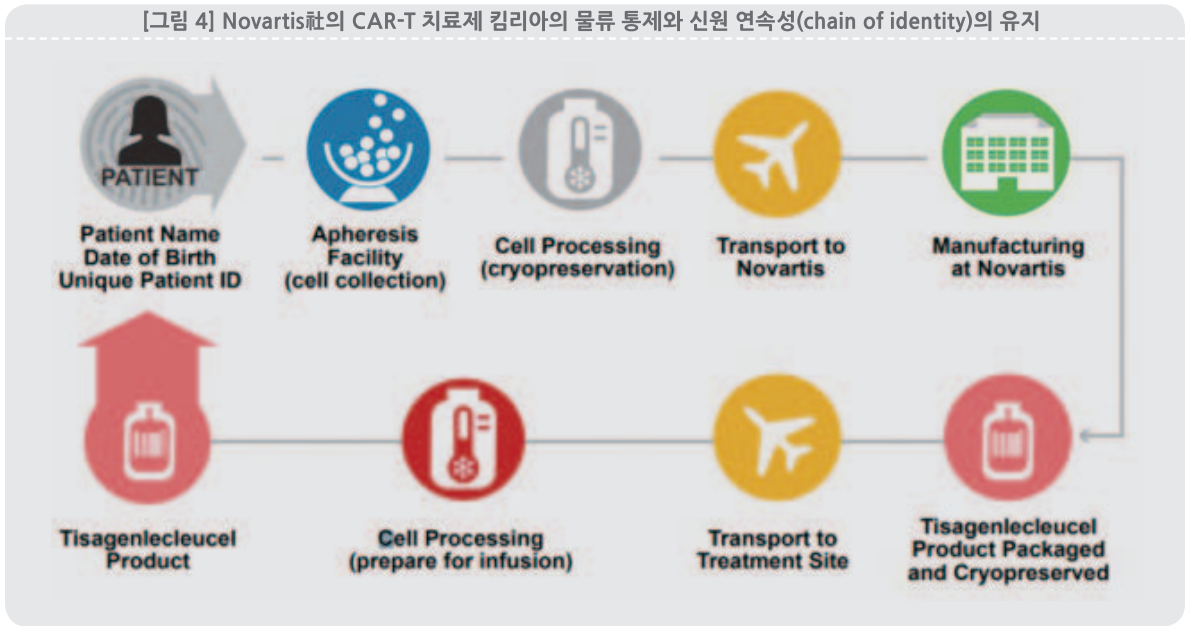 [그림 4] Novartis社의 CAR-T 치료제 킴리아의 물류 통제와 신원 연속성(chain of identity)의 유지
PATIENT
Patient Name
Date of Birth
Unique Patient ID
Apheresis
Facility
(cell collection)
Cell Processing
(cryopreservation)
Transport to
Novartis
Manufacturing
at Novartis
Tisagenlecleucel
Product
Cell Processing
(prepare for infusion)
Transport to
Treatment Site
Tisagenlecleucel
Product Packaged
and Cryopreserved